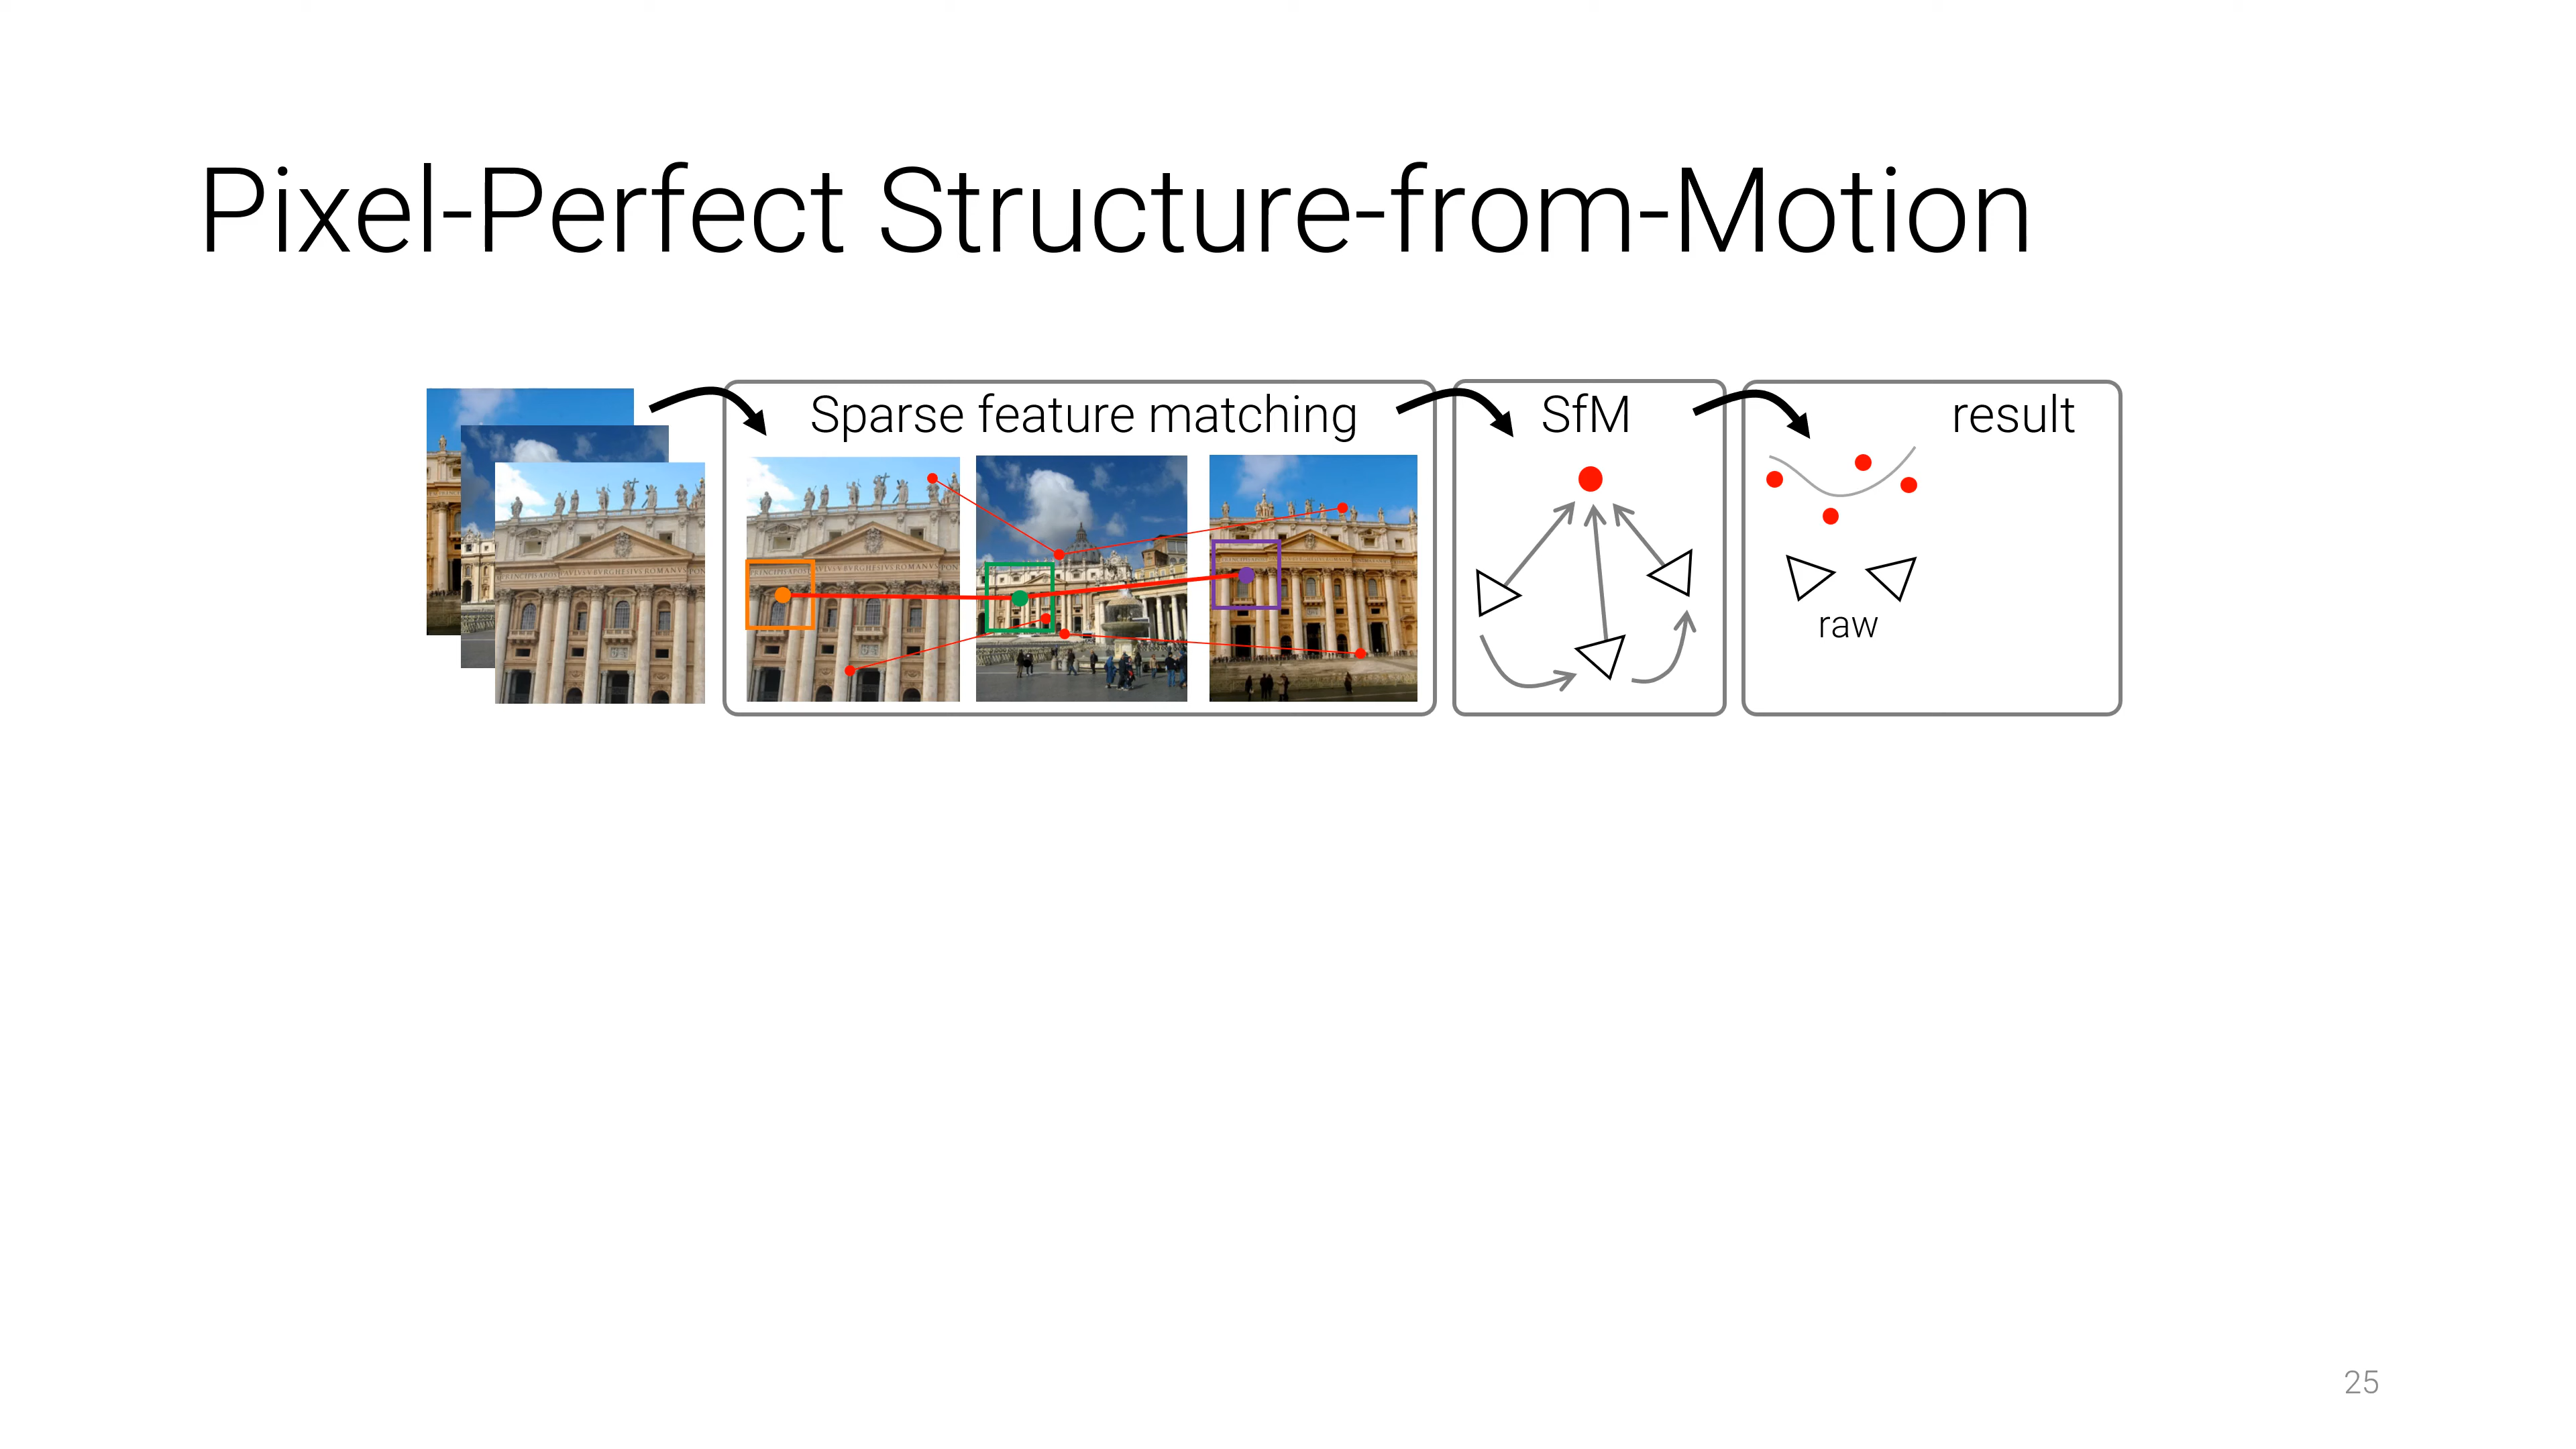 Pixel-Perfect Structure-from-Motion
Sparse feature matching
SfM
result
raw
25